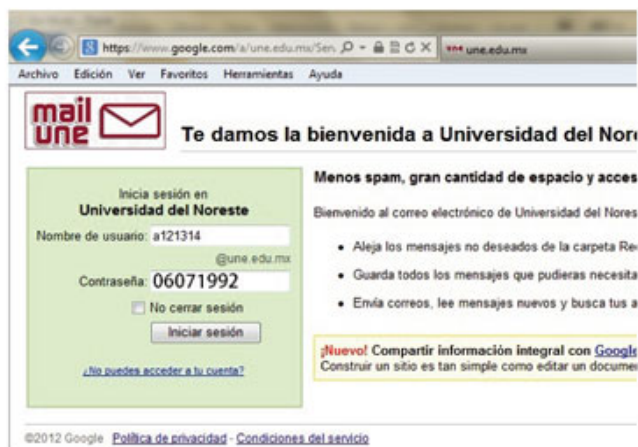 https://www.google.com/a/une.edu.mx/Ser
une.edu.mx
Archivo Edición Ver Favoritos Herramientas Ayuda
mail
une
Te damos la bienvenida a Universidad del Nor
Inicia sesión en
Universidad del Noreste
Nombre de usuario: a121314
@une.edu.mx
Contraseña: 06071992
No cerrar sesión
Iniciar sesión
¿No puedes acceder a tu cuenta?
Menos spam, gran cantidad de espacio y acces
Bienvenido al correo electrónico de Universidad del Nores
Aleja los mensajes no deseados de la carpeta Re
Guarda todos los mensajes que pudieras necesita
Envía correos, lee mensajes nuevos y busca tus a
¡Nuevo! Compartir información integral con Google
Construir un sitio es tan simple como editar un docume
©2012 Google Política de privacidad - Condiciones del servicio